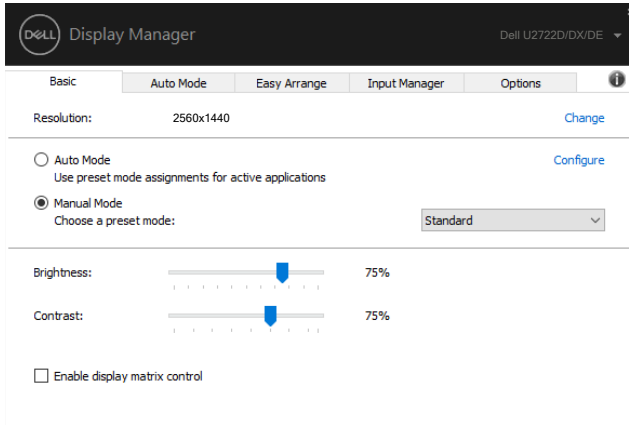 DELL Display Manager Dell U2722D/DX/DE
Basic Auto Mode Easy Arrange Input Manager Options
Resolution: 2560x1440 Change
Auto Mode Configure
Use preset mode assignments for active applications
Manual Mode
Choose a preset mode: Standard
Brightness: 75%
Contrast: 75%
Enable display matrix control